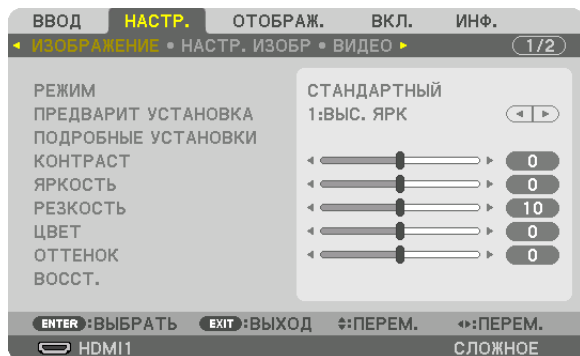 ВВОД НАСТР. ОТОБРАЖ. ВКЛ. ИНФ.
ИЗОБРАЖЕНИЕ • НАСТР. ИЗОБР • ВИДЕО 1/2
РЕЖИМ СТАНДАРТНЫЙ
ПРЕДВАРИТ УСТАНОВКА 1:ВЫС. ЯРК
ПОДРОБНЫЕ УСТАНОВКИ
КОНТРАСТ 0
ЯРКОСТЬ 0
РЕЗКОСТЬ 10
ЦВЕТ 0
ОТТЕНОК 0
ВОССТ.
ENTER:ВЫБРАТЬ EXIT:ВЫХОД :ПЕРЕМ. :ПЕРЕМ.
HDMI1 СЛОЖНОЕ